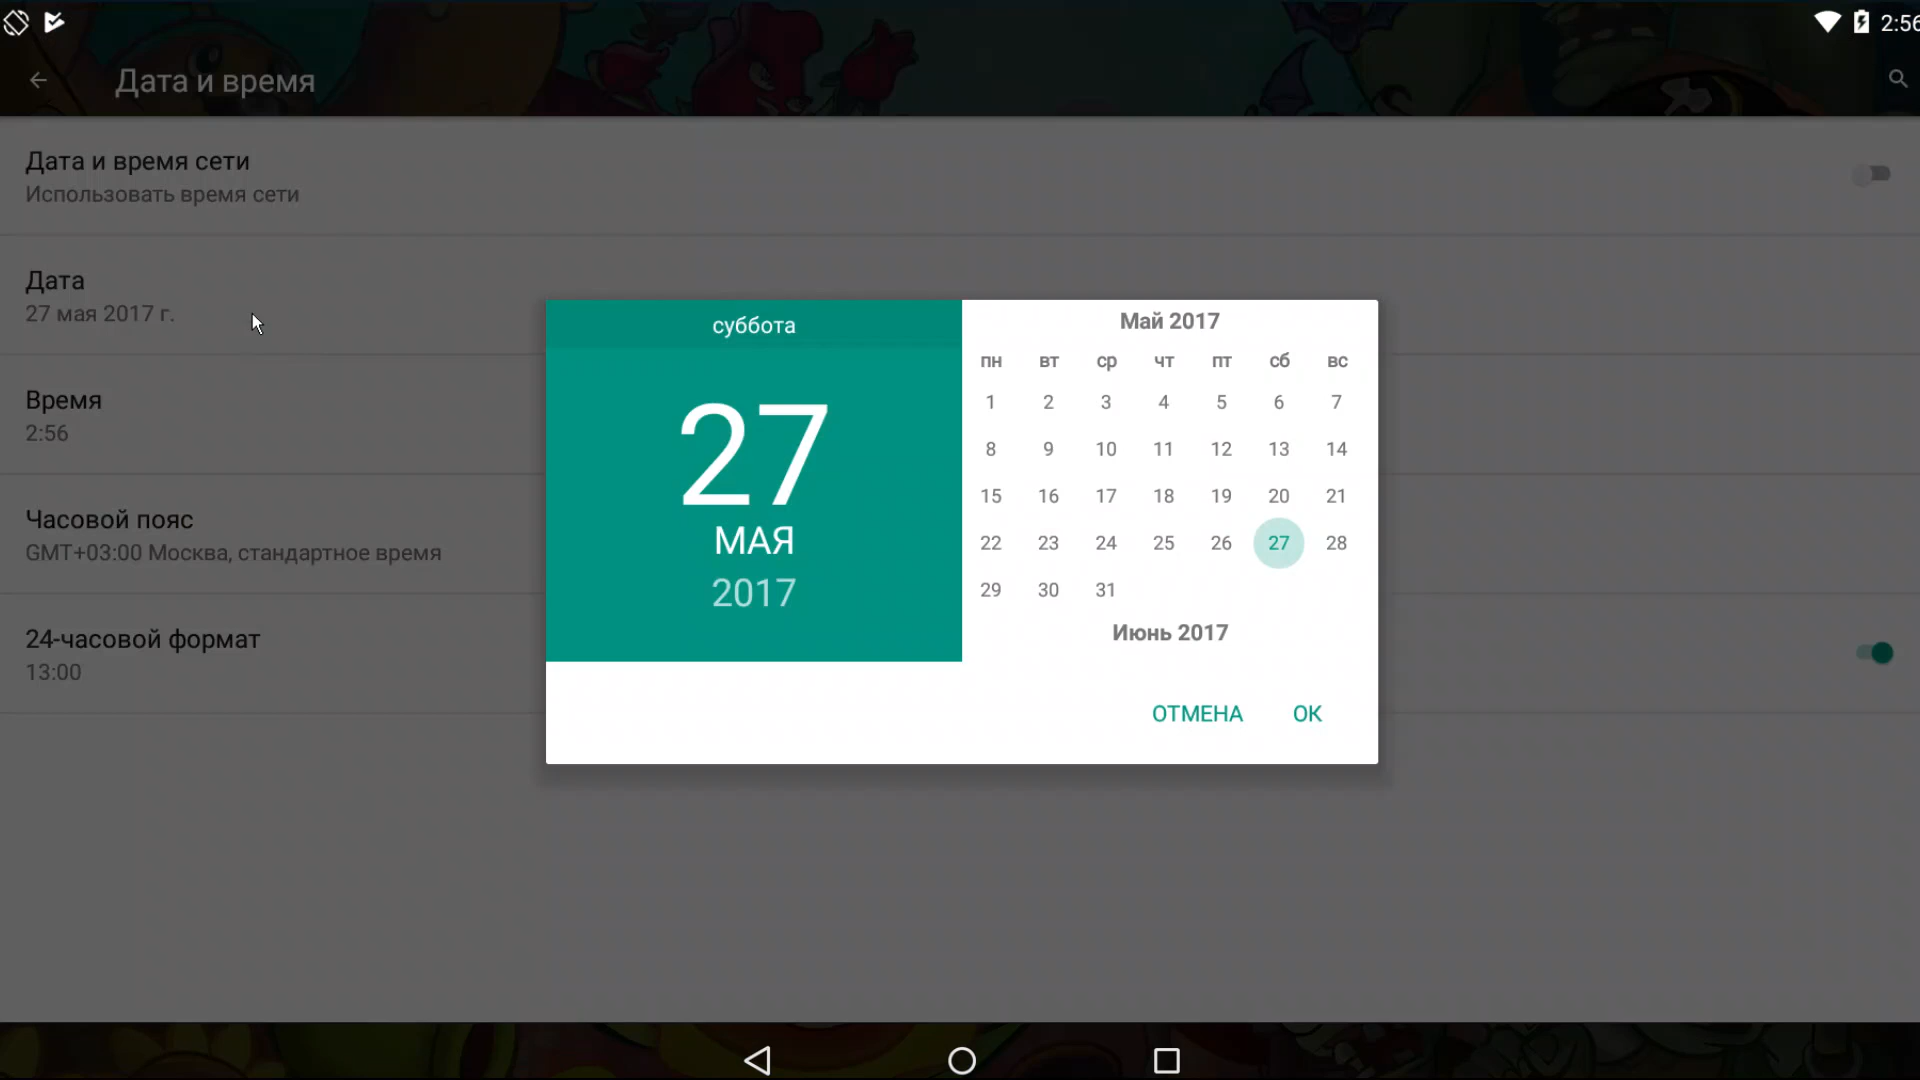 2:56
Дата и время
Дата и время сети
Использовать время сети
Дата
27 мая 2017 г.
Время
2:56
Часовой пояс
GMT+03:00 Москва, стандартное время
24-часовой формат
13:00
суббота
27
МАЯ
2017
Май 2017
пн вт ср чт пт сб вс
1 2 3 4 5 6 7
8 9 10 11 12 13 14
15 16 17 18 19 20 21
22 23 24 25 26 27 28
29 30 31
Июнь 2017
ОТМЕНА ОК